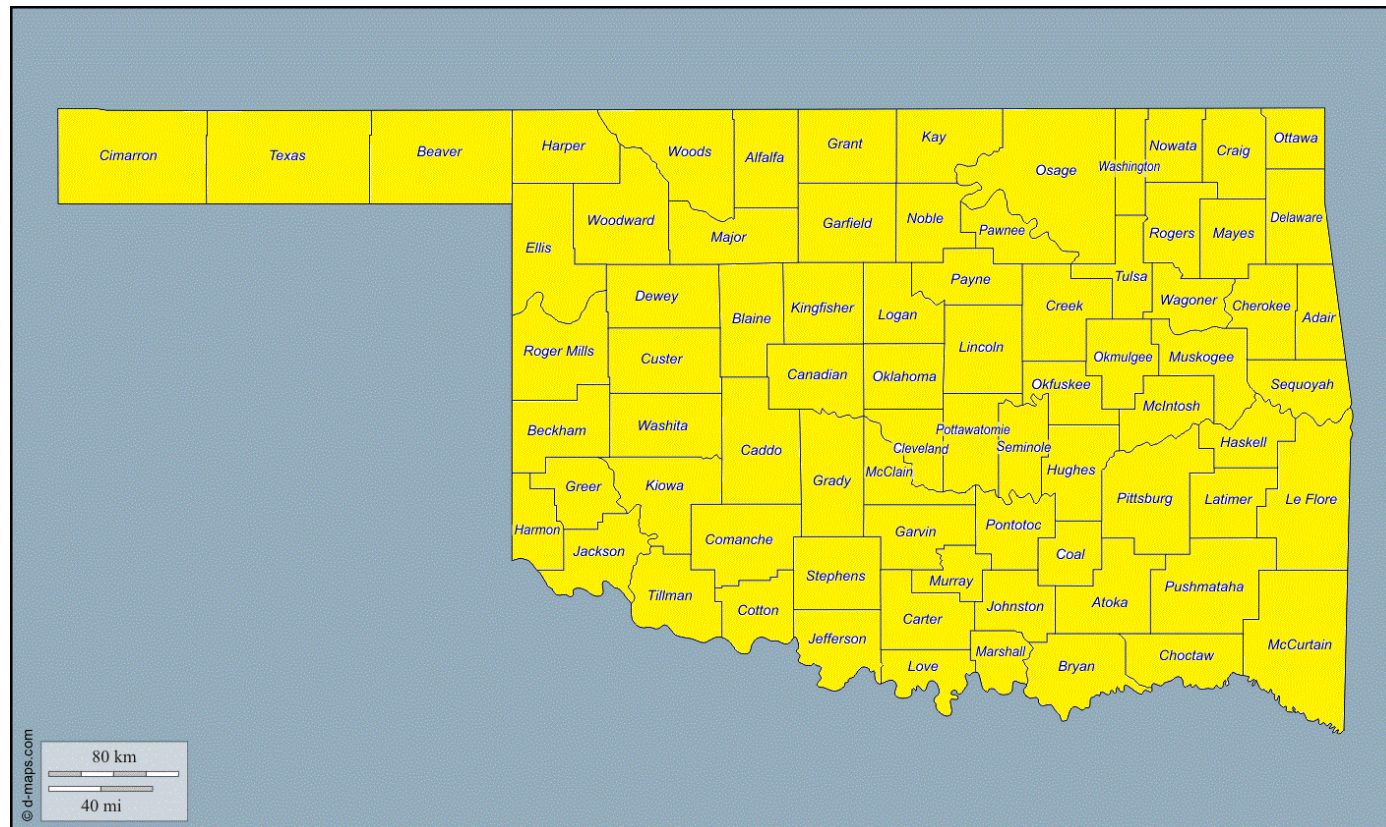 Cimarron
Texas
Beaver
Harper
Woods
Alfalfa
Grant
Kay
Osage
Washington
Nowata
Craig
Ottawa
Ellis
Woodward
Major
Garfield
Noble
Pawnee
Rogers
Mayes
Delaware
Dewey
Blaine
Kingfisher
Logan
Payne
Creek
Tulsa
Wagoner
Cherokee
Adair
Roger Mills
Custer
Canadian
Oklahoma
Lincoln
Okfuskee
Okmulgee
Muskogee
Sequoyah
McIntosh
Beckham
Washita
Caddo
Grady
McClain
Cleveland
Pottawatomie
Seminole
Hughes
Haskell
Pittsburg
Latimer
Le Flore
Harmon
Greer
Kiowa
Jackson
Comanche
Garvin
Pontotoc
Coal
Tillman
Cotton
Stephens
Murray
Carter
Johnston
Atoka
Pushmataha
Jefferson
Love
Marshall
Bryan
Choctaw
McCurtain
80 km
40 mi
© d-maps.com